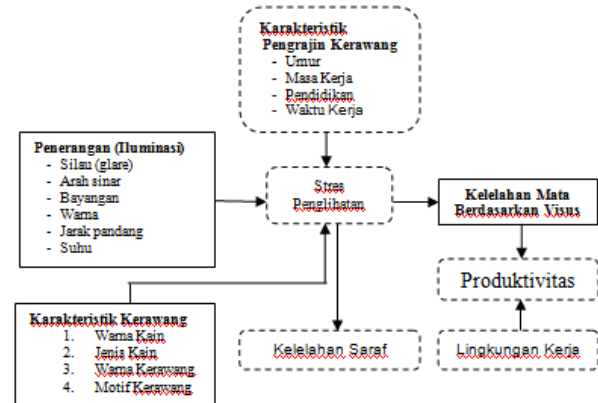 Karakteristik
Pengrajin Kerawang
- Umur
- Masa Kerja
- Pendidikan
- Waktu Kerja
Penerangan (Iluminasi)
- Silau (glare)
- Arah sinar
- Bayangan
- Warna
- Jarak pandang
- Suhu
Stres
Penglihatan
Kelelahan Mata
Berdasarkan Visus
Produktivitas
Karakteristik Kerawang
1. Warna Kain
2. Jenis Kain
3. Warna Kerawang
4. Motif Kerawang
Kelelahan Saraf
Lingkungan Kerja